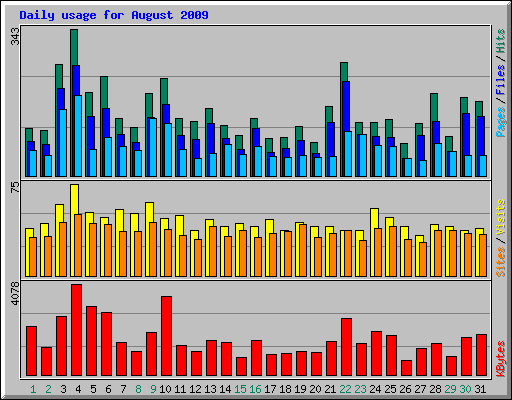 Daily usage for August 2009
343
Pages / Files / Hits
75
Sites / Visits
4078
KBytes
1 2 3 4 5 6 7 8 9 10 11 12 13 14 15 16 17 18 19 20 21 22 23 24 25 26 27 28 29 30 31